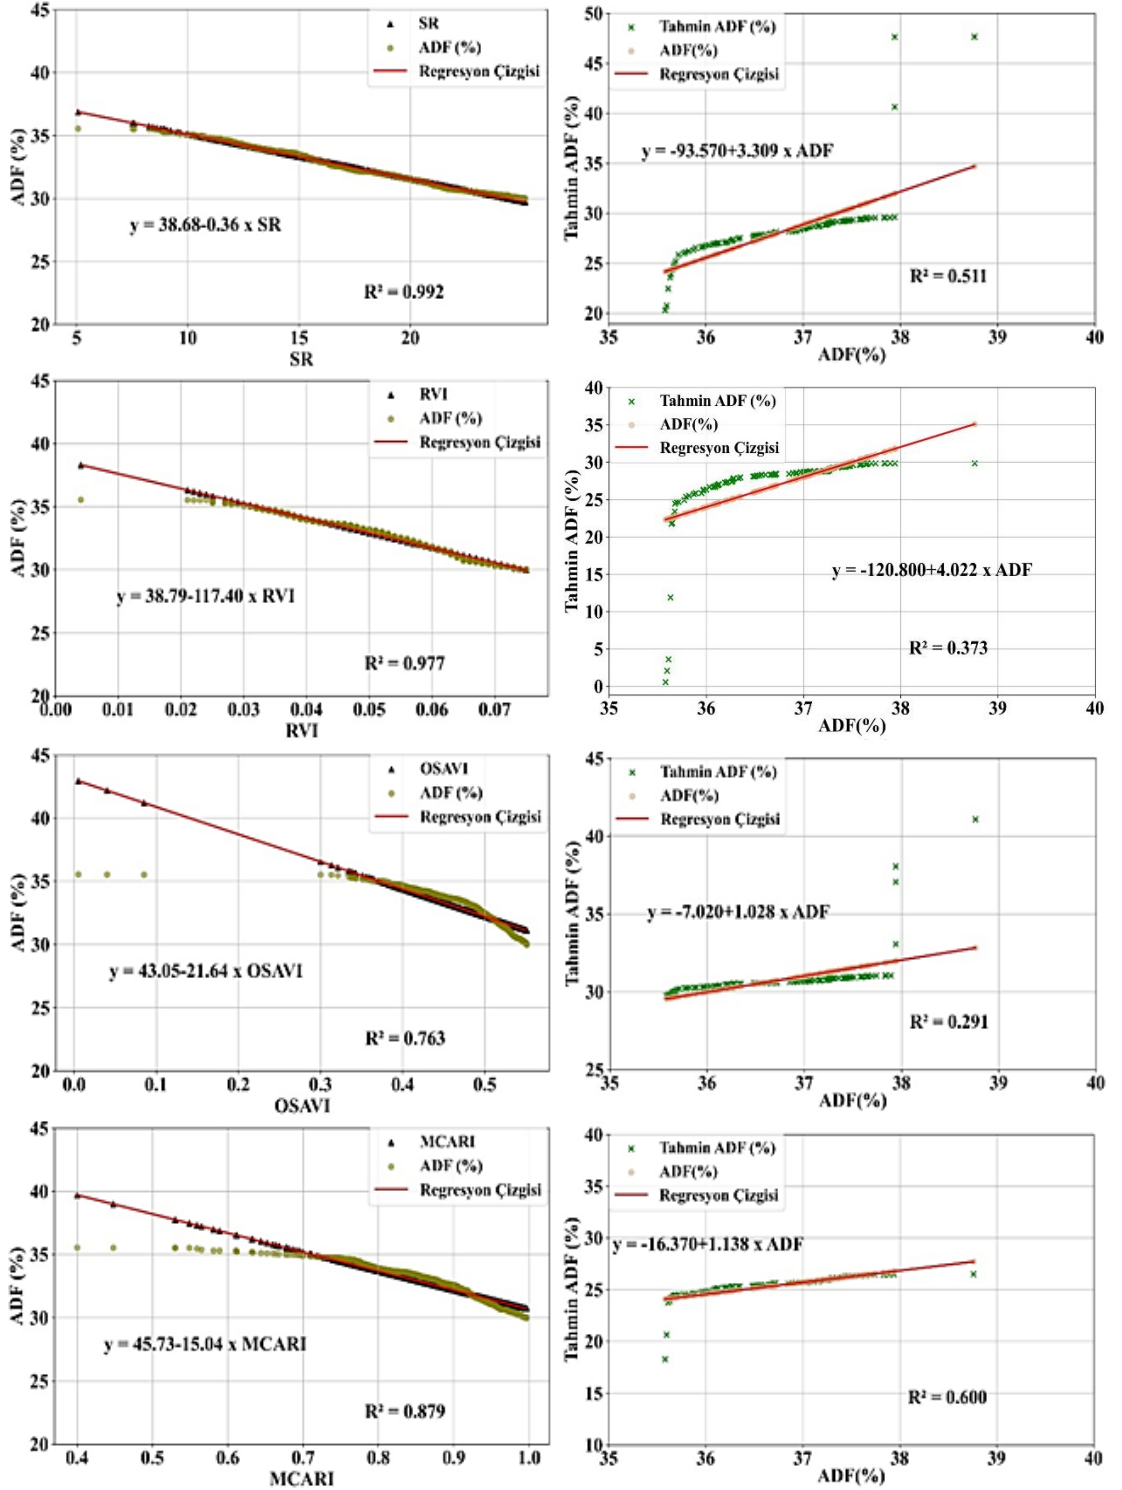 45
40
35
30
25
20
ADF (%)
SR
ADF (%)
Regresyon Çizgisi
y = 38.68-0.36 x SR
R² = 0.992
5 10 15 20
SR
50
45
40
35
30
25
20
Tahmin ADF (%)
Tahmin ADF (%)
ADF(%)
Regresyon Çizgisi
y = -93.570+3.309 x ADF
R² = 0.511
35 36 37 38 39 40
ADF(%)
45
40
35
30
25
20
ADF (%)
RVI
ADF (%)
Regresyon Çizgisi
y = 38.79-117.40 x RVI
R² = 0.977
0.00 0.01 0.02 0.03 0.04 0.05 0.06 0.07
RVI
40
35
30
25
20
15
10
5
0
Tahmin ADF (%)
Tahmin ADF (%)
ADF(%)
Regresyon Çizgisi
y = -120.800+4.022 x ADF
R² = 0.373
35 36 37 38 39 40
ADF(%)
45
40
35
30
25
20
ADF (%)
OSAVI
ADF (%)
Regresyon Çizgisi
y = 43.05-21.64 x OSAVI
R² = 0.763
0.0 0.1 0.2 0.3 0.4 0.5
OSAVI
45
40
35
30
25
Tahmin ADF (%)
Tahmin ADF (%)
ADF(%)
Regresyon Çizgisi
y = -7.020+1.028 x ADF
R² = 0.291
35 36 37 38 39 40
ADF(%)
45
40
35
30
25
20
ADF (%)
MCARI
ADF (%)
Regresyon Çizgisi
y = 45.73-15.04 x MCARI
R² = 0.879
0.4 0.5 0.6 0.7 0.8 0.9 1.0
MCARI
40
35
30
25
20
15
10
Tahmin ADF (%)
Tahmin ADF (%)
ADF(%)
Regresyon Çizgisi
y = -16.370+1.138 x ADF
R² = 0.600
35 36 37 38 39 40
ADF(%)